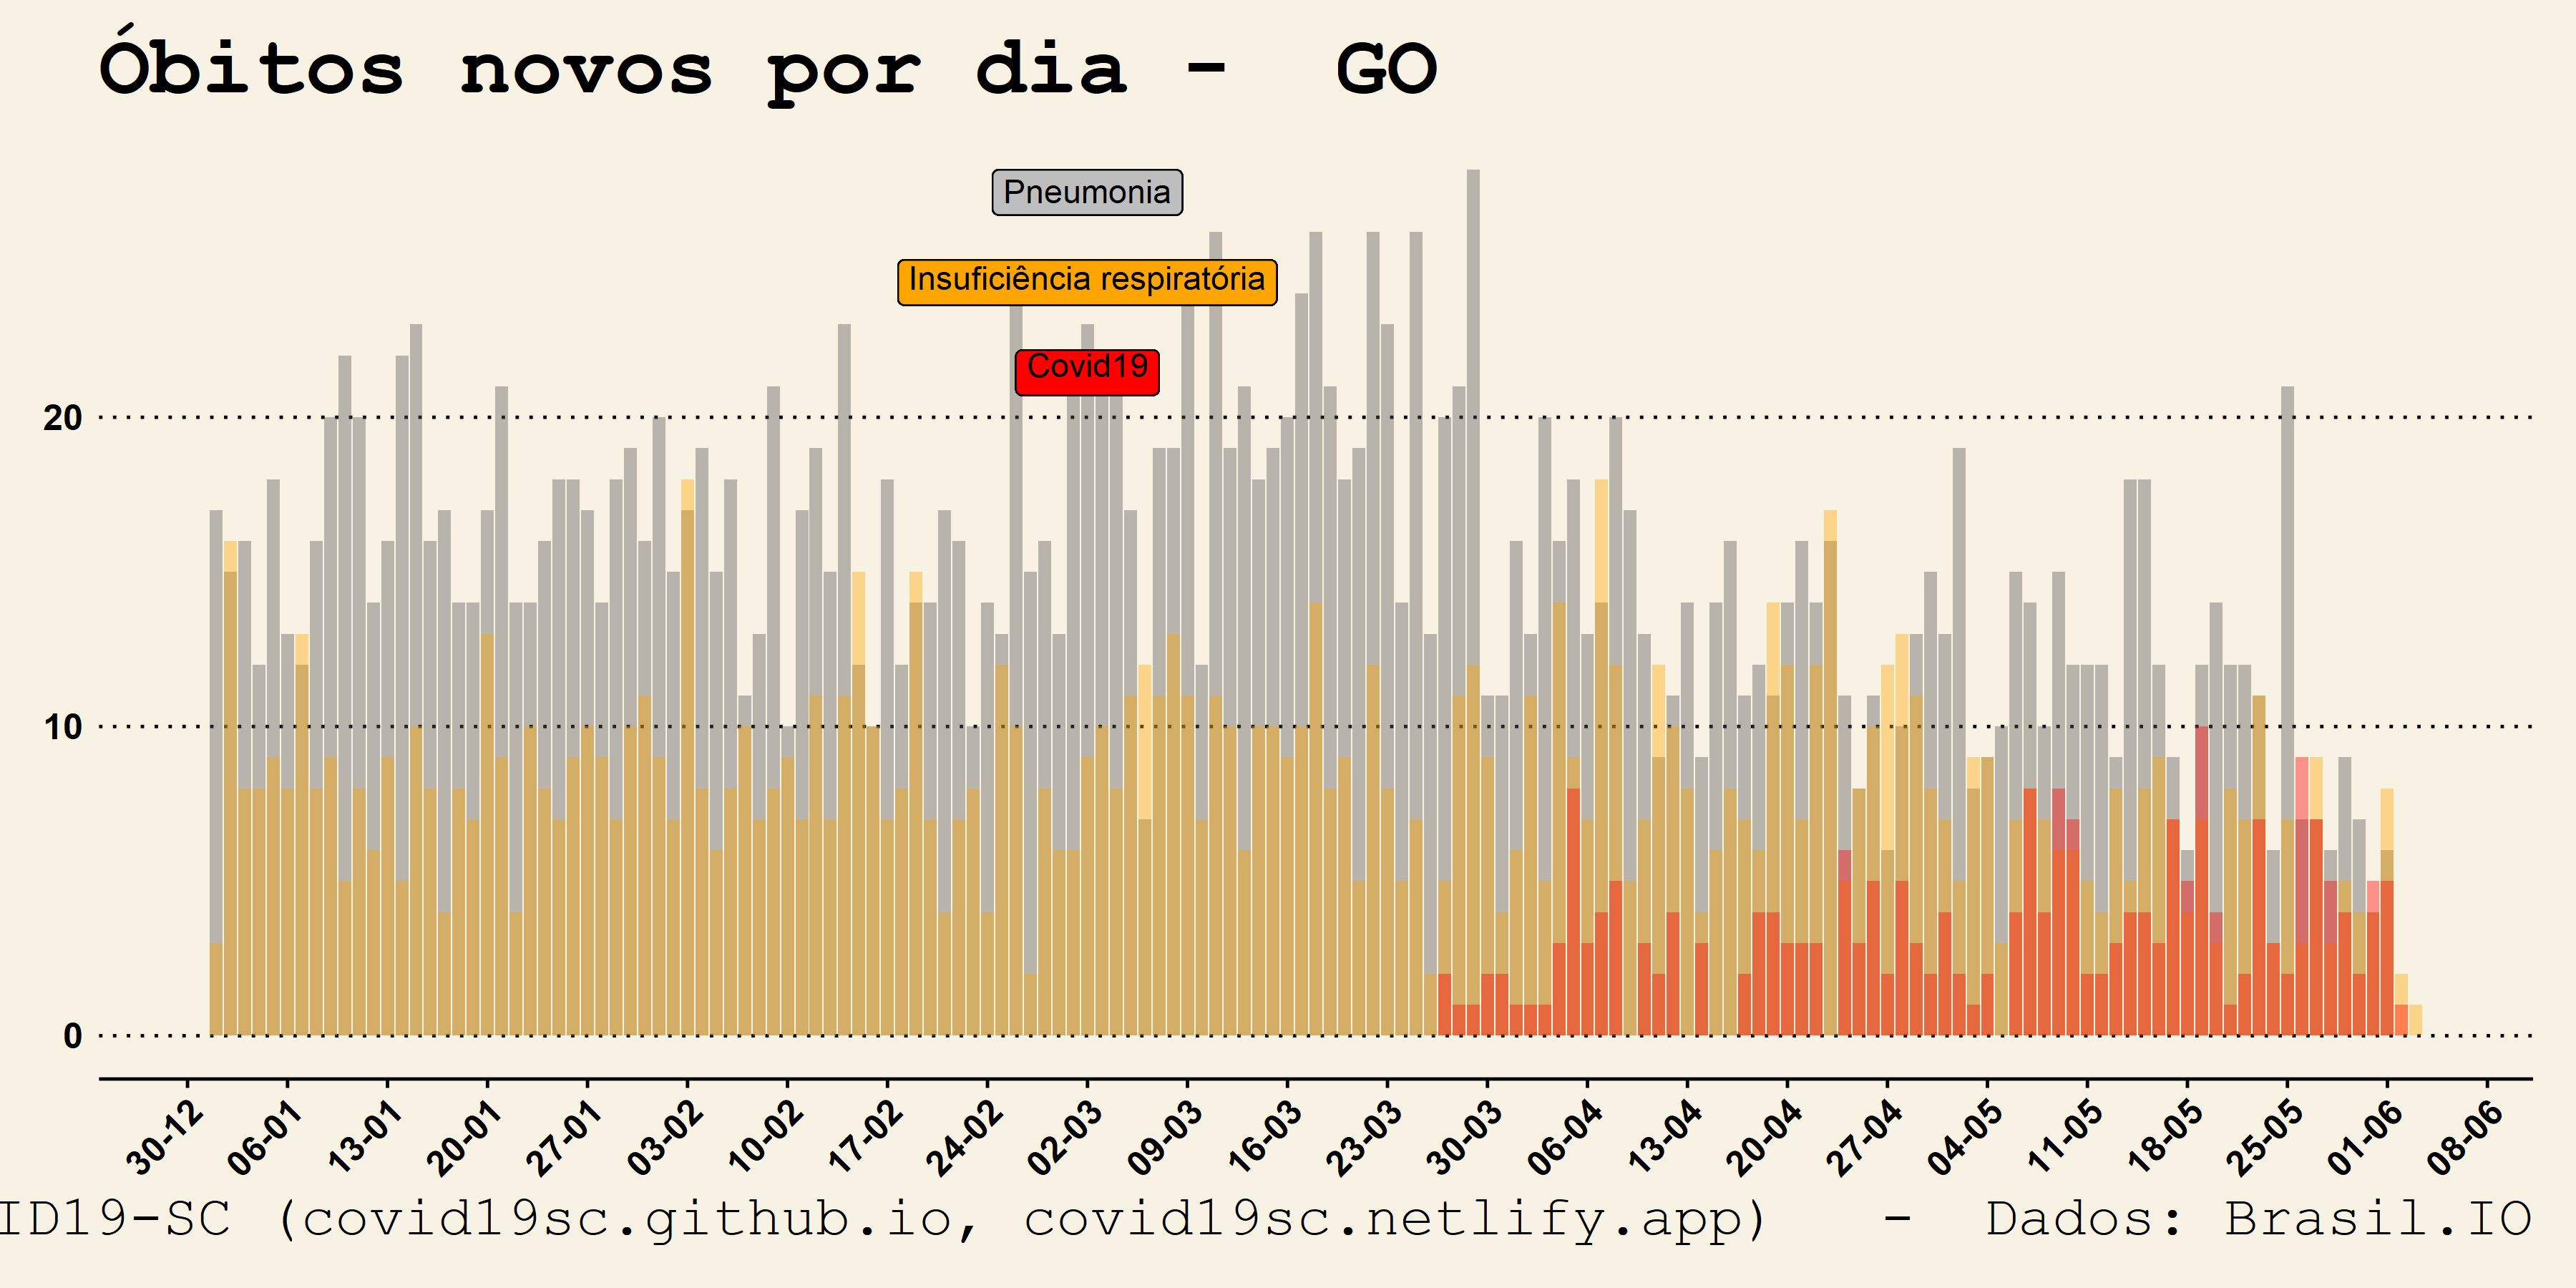 Óbitos novos por dia - GO
Pneumonia
Insuficiência respiratória
Covid19
20
10
0
30-12 06-01 13-01 20-01 27-01 03-02 10-02 17-02 24-02 02-03 09-03 16-03 23-03 30-03 06-04 13-04 20-04 27-04 04-05 11-05 18-05 25-05 01-06 08-06
ID19-SC (covid19sc.github.io, covid19sc.netlify.app) - Dados: Brasil.IO